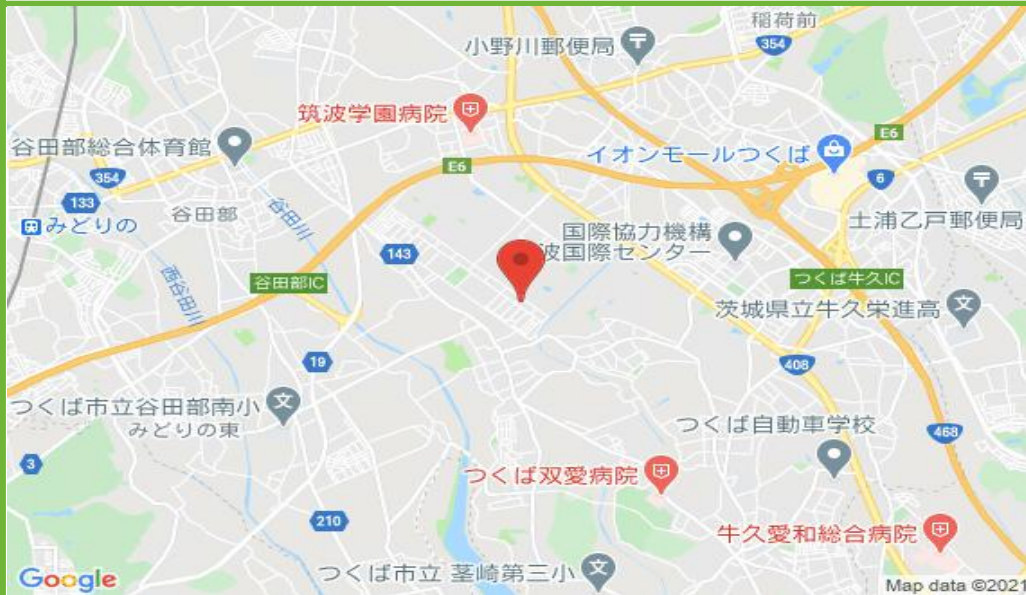 稲荷前
小野川郵便局
354
筑波学園病院
谷田部総合体育館
E6
イオンモールつくば
E6
354
6
133
谷田部
谷田川
みどりの
土浦乙戸郵便局
国際協力機構
波国際センター
143
西谷田川
谷田部IC
つくば牛久IC
茨城県立牛久栄進高
19
408
つくば市立谷田部南小
みどりの東
つくば自動車学校
468
3
つくば双愛病院
210
牛久愛和総合病院
つくば市立 茎崎第三小
Google
Map data ©2021